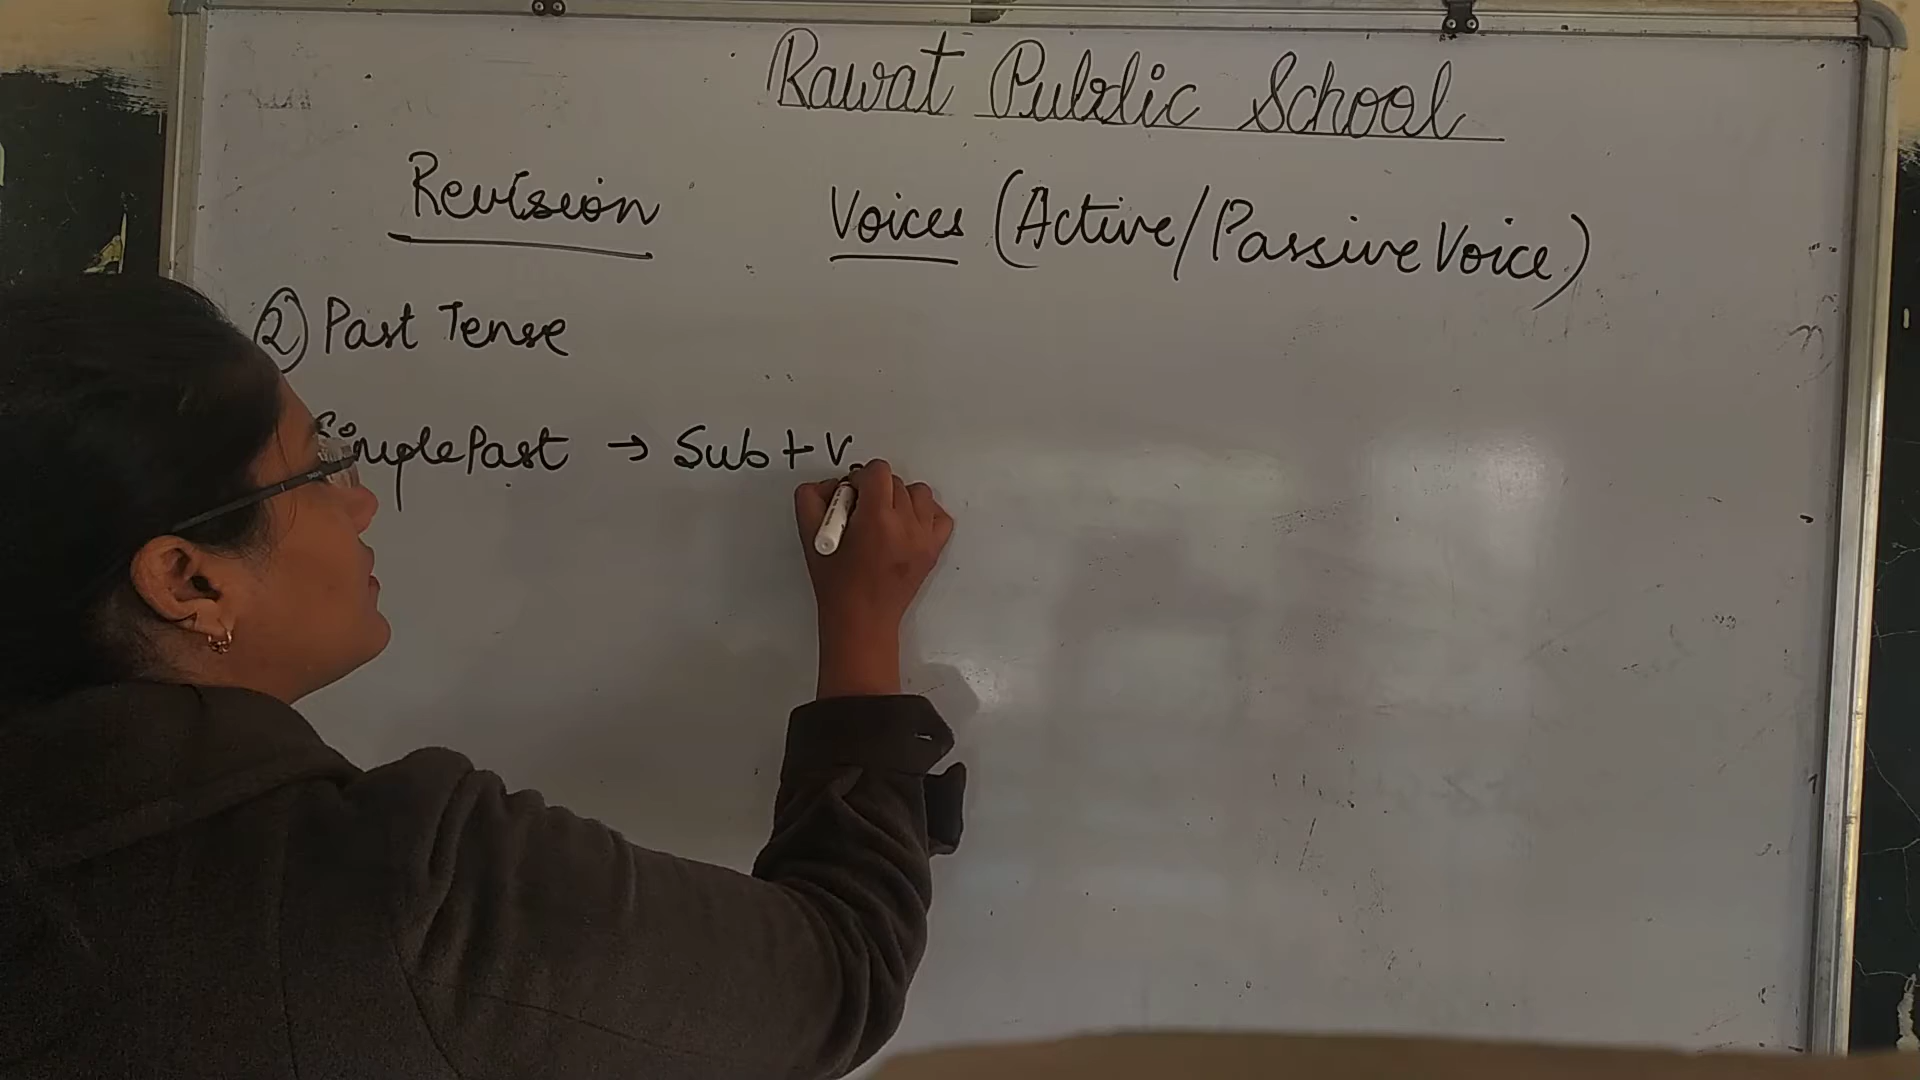 Rawat Public School
Revision Voices (Active/Passive Voice)
② Past Tense
Simple Past → Sub + V